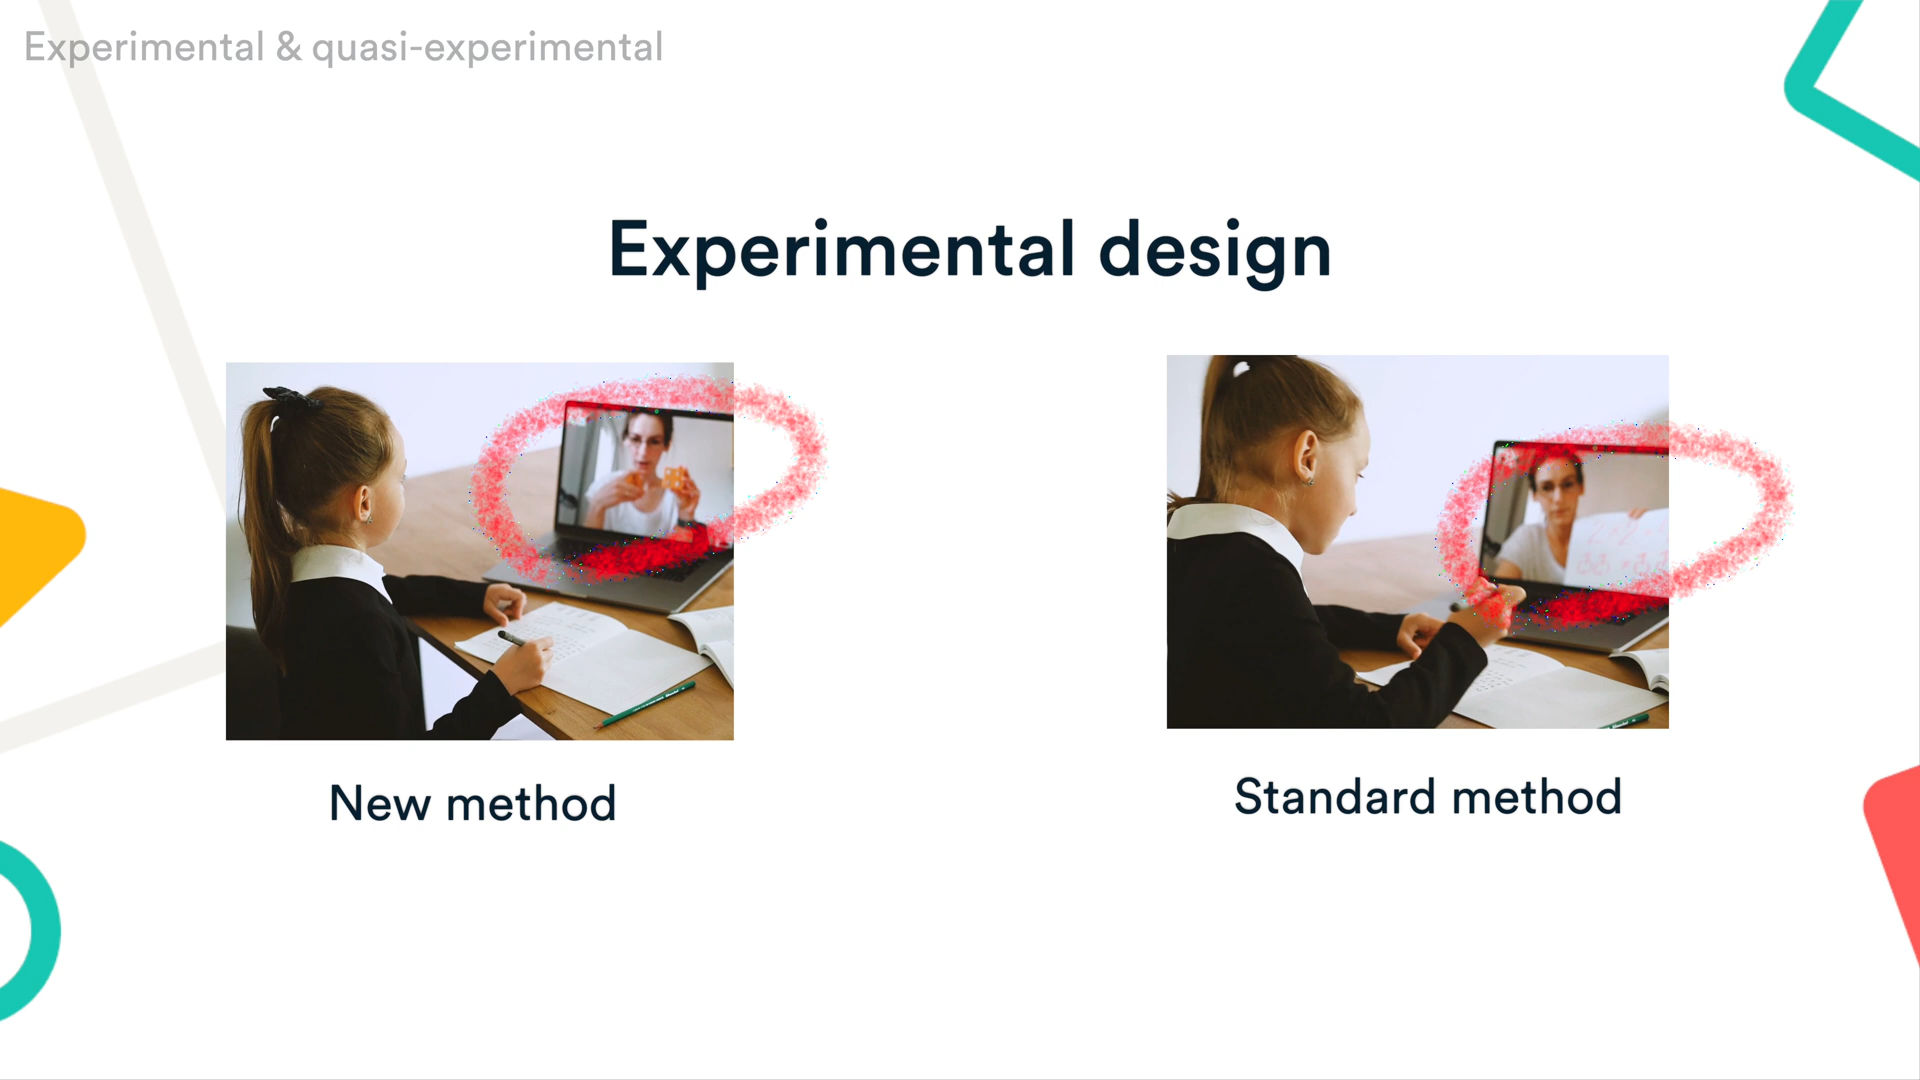 Experimental & quasi-experimental
Experimental design
New method
Standard method